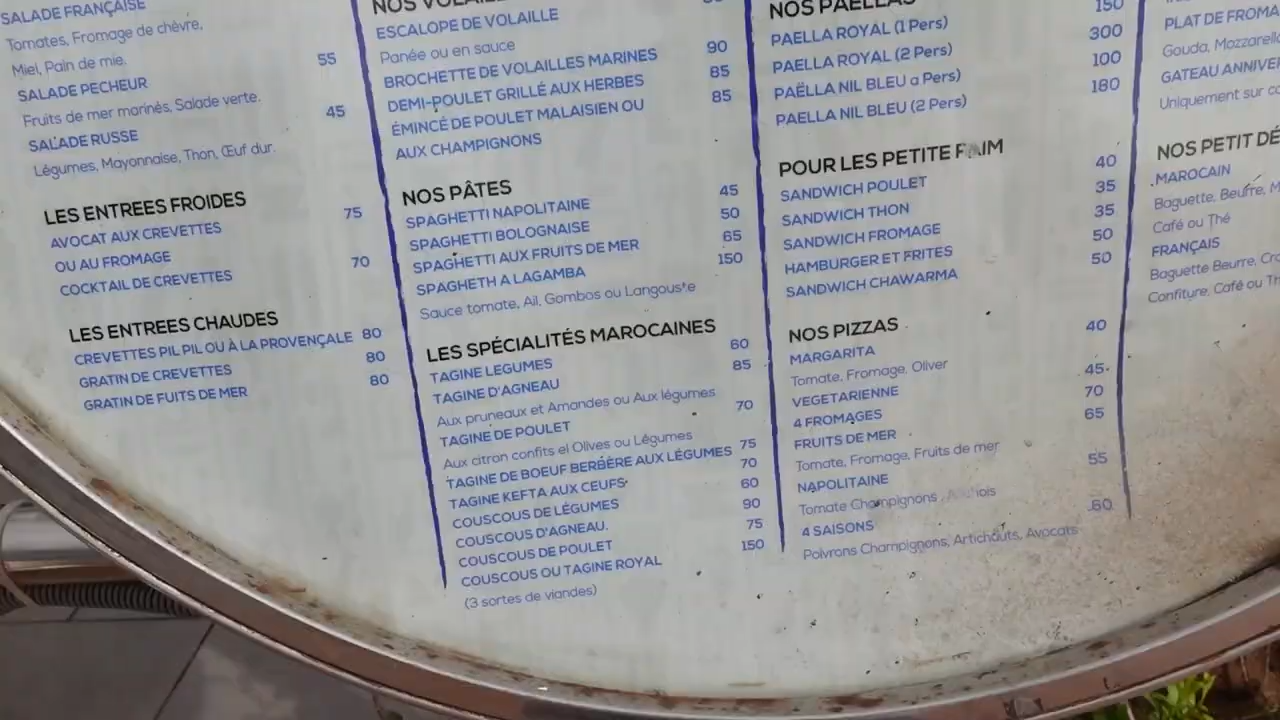 SALADE FRANÇAISE
Tomates, Fromage de chèvre,
Miel, Pain de mie. 55
SALADE PECHEUR
Fruits de mer marinés, Salade verte. 45
SALADE RUSSE
Légumes, Mayonnaise, Thon, Œuf dur.
LES ENTREES FROIDES
AVOCAT AUX CREVETTES 75
OU AU FROMAGE
COCKTAIL DE CREVETTES 70
LES ENTREES CHAUDES
CREVETTES PIL PIL OU À LA PROVENÇALE 80
GRATIN DE CREVETTES 80
GRATIN DE FUITS DE MER 80
NOS
ESCALOPE DE VOLAILLE
Panée ou en sauce
BROCHETTE DE VOLAILLES MARINES 90
DEMI-POULET GRILLÉ AUX HERBES 85
ÉMINCÉ DE POULET MALAISIEN OU 85
AUX CHAMPIGNONS
NOS PÂTES
SPAGHETTI NAPOLITAINE 45
SPAGHETTI BOLOGNAISE 50
SPAGHETTI AUX FRUITS DE MER 65
SPAGHETH A LAGAMBA 150
Sauce tomate, Ail, Gombos ou Langouste
LES SPÉCIALITÉS MAROCAINES
TAGINE LEGUMES 60
TAGINE D'AGNEAU 85
Aux pruneaux et Amandes ou Aux légumes
TAGINE DE POULET 70
Aux citron confits el Olives ou Légumes
TAGINE DE BOEUF BERBÈRE AUX LÉGUMES 75
TAGINE KEFTA AUX CEUFS 70
COUSCOUS DE LÉGUMES 60
COUSCOUS D'AGNEAU. 90
COUSCOUS DE POULET 75
COUSCOUS OU TAGINE ROYAL 150
(3 sortes de viandes)
NOS PAELLAS
PAELLA ROYAL (1 Pers) 150
PAELLA ROYAL (2 Pers) 300
PAËLLA NIL BLEU a Pers) 100
PAELLA NIL BLEU (2 Pers) 180
POUR LES PETITE FAIM
SANDWICH POULET 40
SANDWICH THON 35
SANDWICH FROMAGE 35
HAMBURGER ET FRITES 50
SANDWICH CHAWARMA 50
NOS PIZZAS
MARGARITA 40
Tomate, Fromage, Oliver
VEGETARIENNE 45
4 FROMAGES 70
FRUITS DE MER 65
Tomate, Fromage, Fruits de mer
NAPOLITAINE 55
Tomate Champignons
4 SAISONS 60
Poivrons Champignons, Artichauts, Avocats
PLAT DE FROMA
Gouda, Mozzarell
GATEAU ANNIVER
Uniquement sur co
NOS PETIT DÉ
MAROCAIN
Baguette, Beurre, M
Café ou Thé
FRANÇAIS
Baguette Beurre, Cro
Confiture, Café ou Th